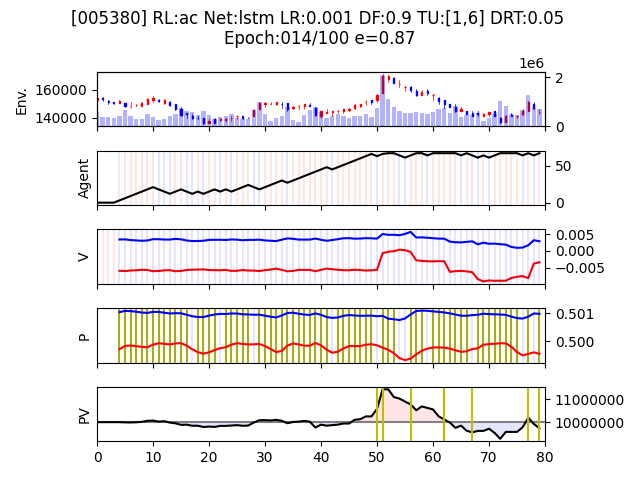 [005380] RL:ac Net:lstm LR:0.001 DF:0.9 TU:[1,6] DRT:0.05
Epoch:014/100 e=0.87
1e6
Env.
160000
140000
2
0
Agent
50
0
V
0.005
0.000
−0.005
P
0.501
0.500
PV
11000000
10000000
0 10 20 30 40 50 60 70 80